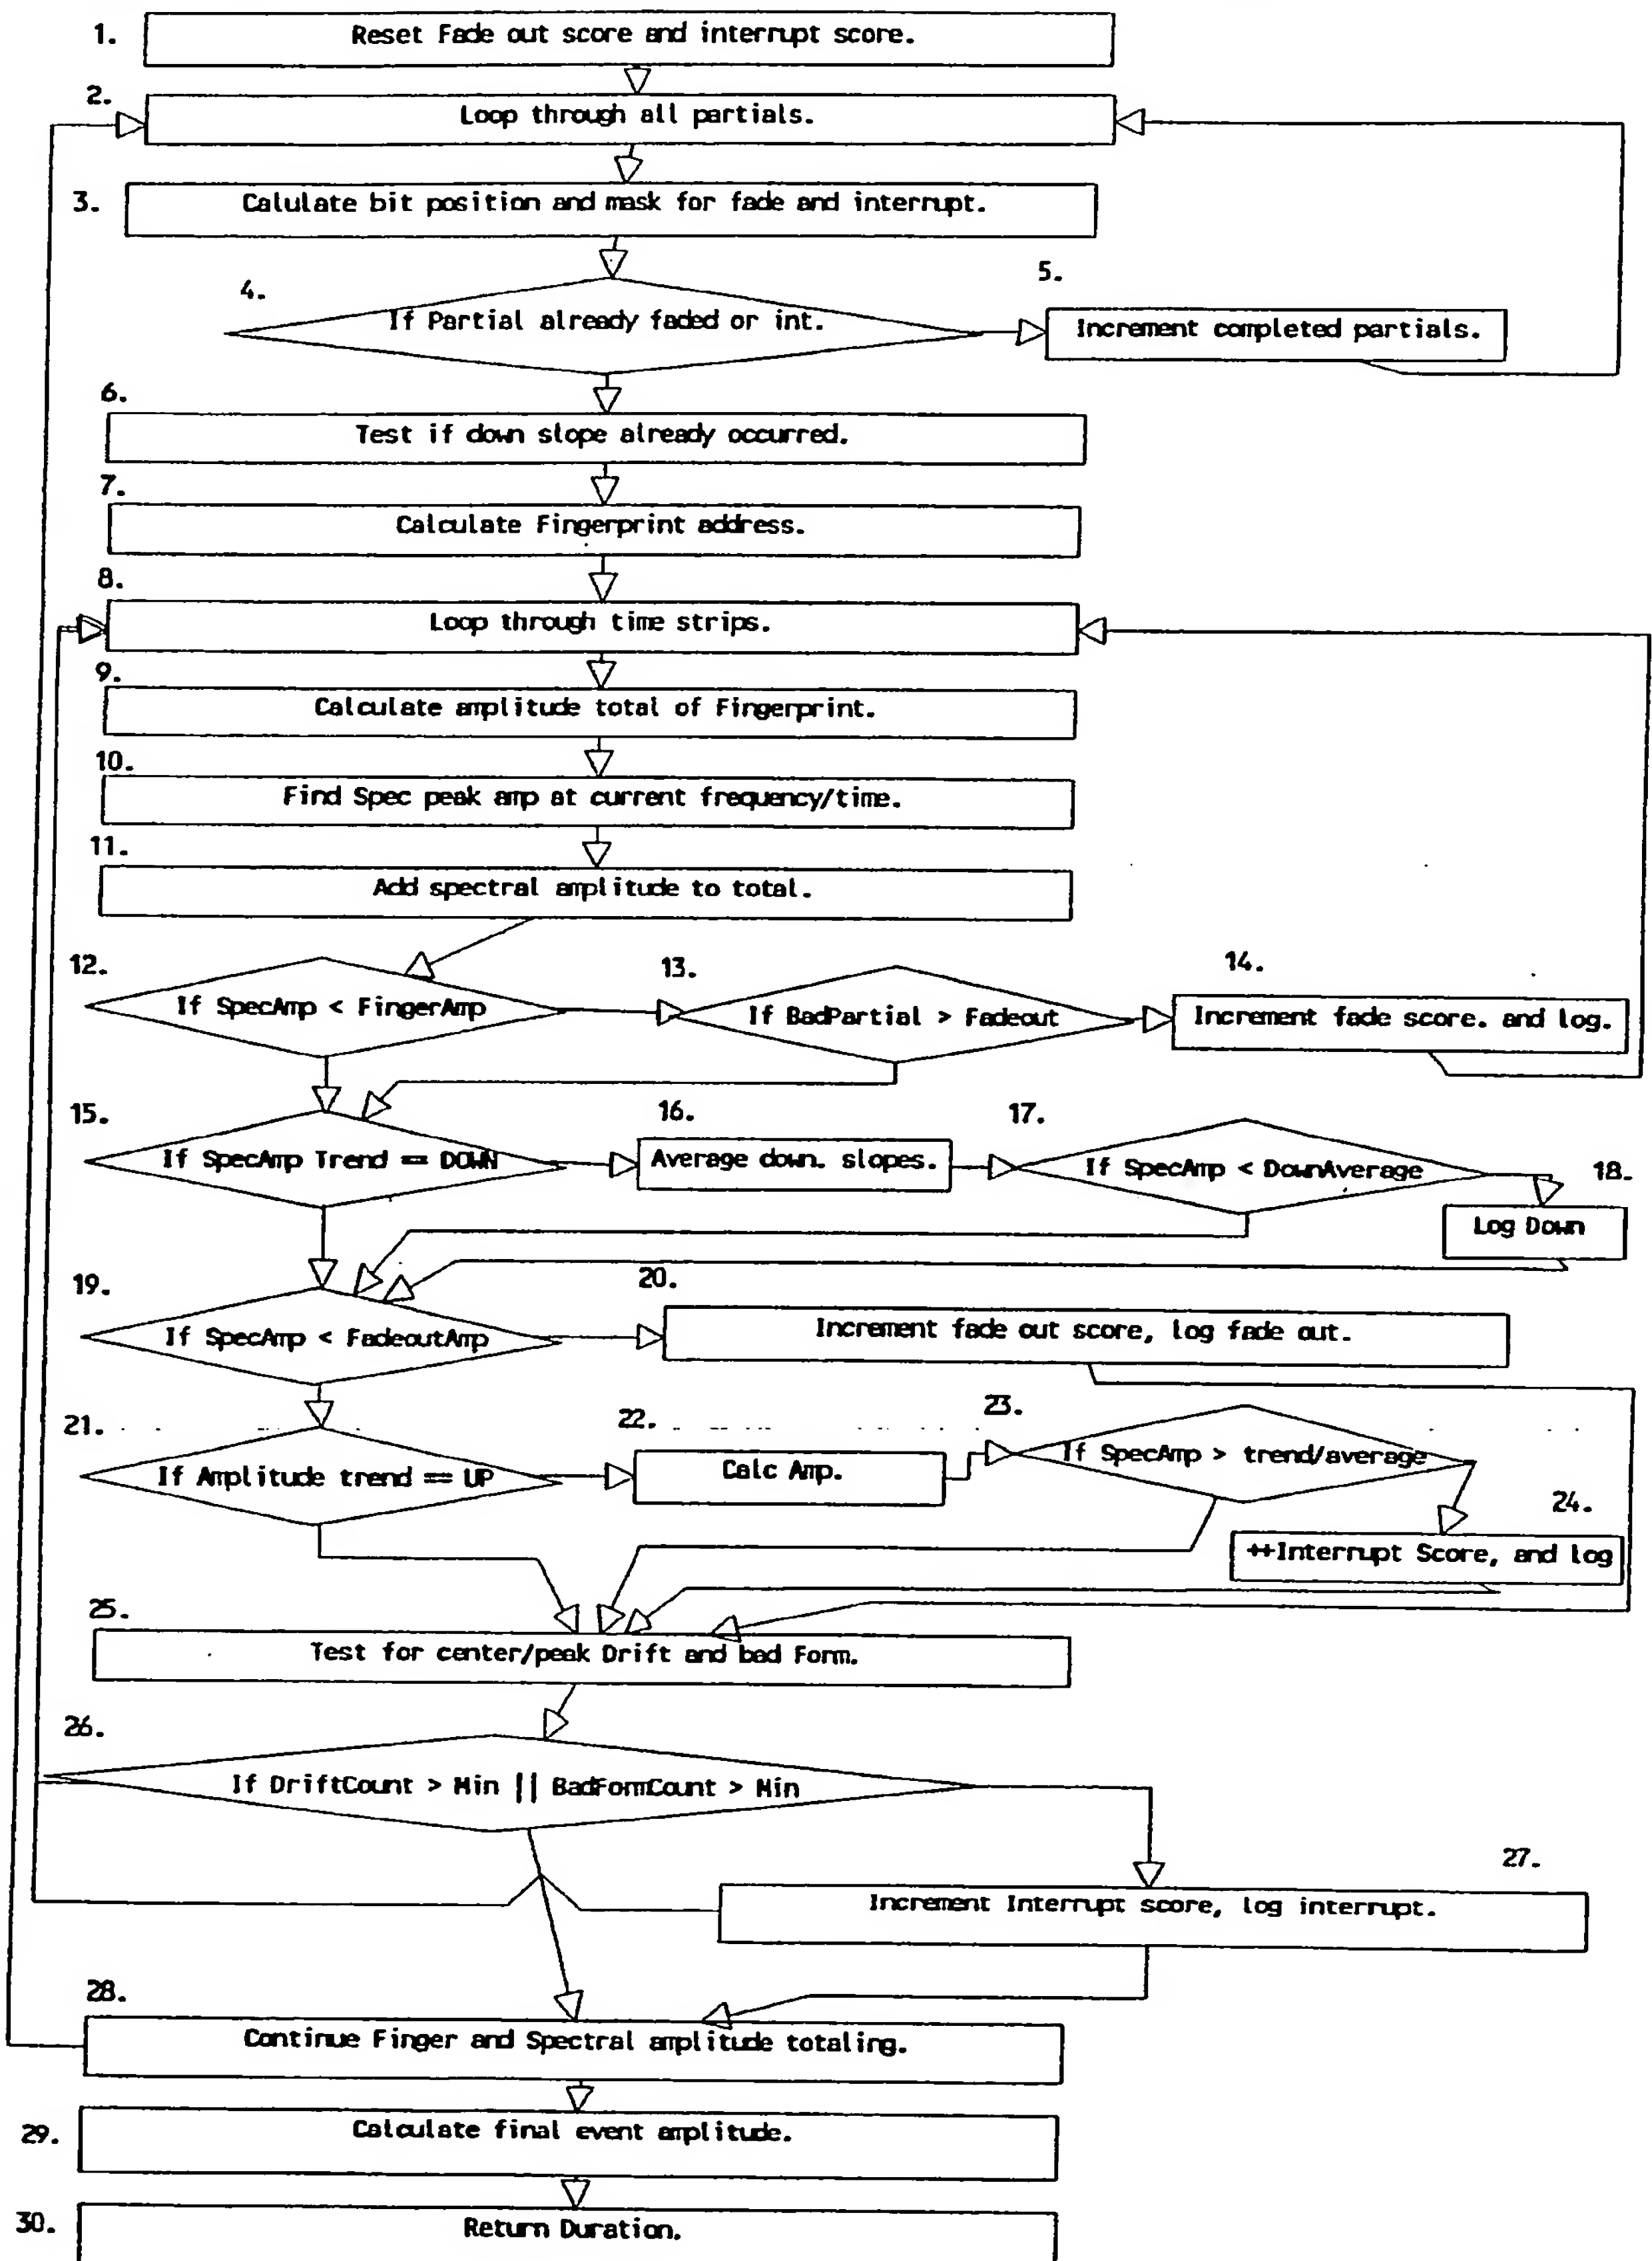 1. Reset Fade out score and interrupt score.
2. Loop through all partials.
3. Calulate bit position and mask for fade and interrupt.
4. If Partial already faded or int.
5. Increment completed partials.
6. Test if down slope already occurred.
7. Calculate Fingerprint address.
8. Loop through time strips.
9. Calculate amplitude total of Fingerprint.
10. Find Spec peak amp at current frequency/time.
11. Add spectral amplitude to total.
12. If SpecAmp < FingerAmp
13. If BadPartial > Fadeout
14. Increment fade score. and log.
15. If SpecAmp Trend == DOWN
16. Average down. slopes.
17. If SpecAmp < DownAverage
18. Log Down
19. If SpecAmp < FadeoutAmp
20. Increment fade out score, log fade out.
21. If Amplitude trend == UP
22. Calc Amp.
23. If SpecAmp > trend/average
24. ++Interrupt Score, and log
25. Test for center/peak Drift and bad Form.
26. If DriftCount > Min || BadFormCount > Min
27. Increment Interrupt score, log interrupt.
28. Continue Finger and Spectral amplitude totaling.
29. Calculate final event amplitude.
30. Return Duration.